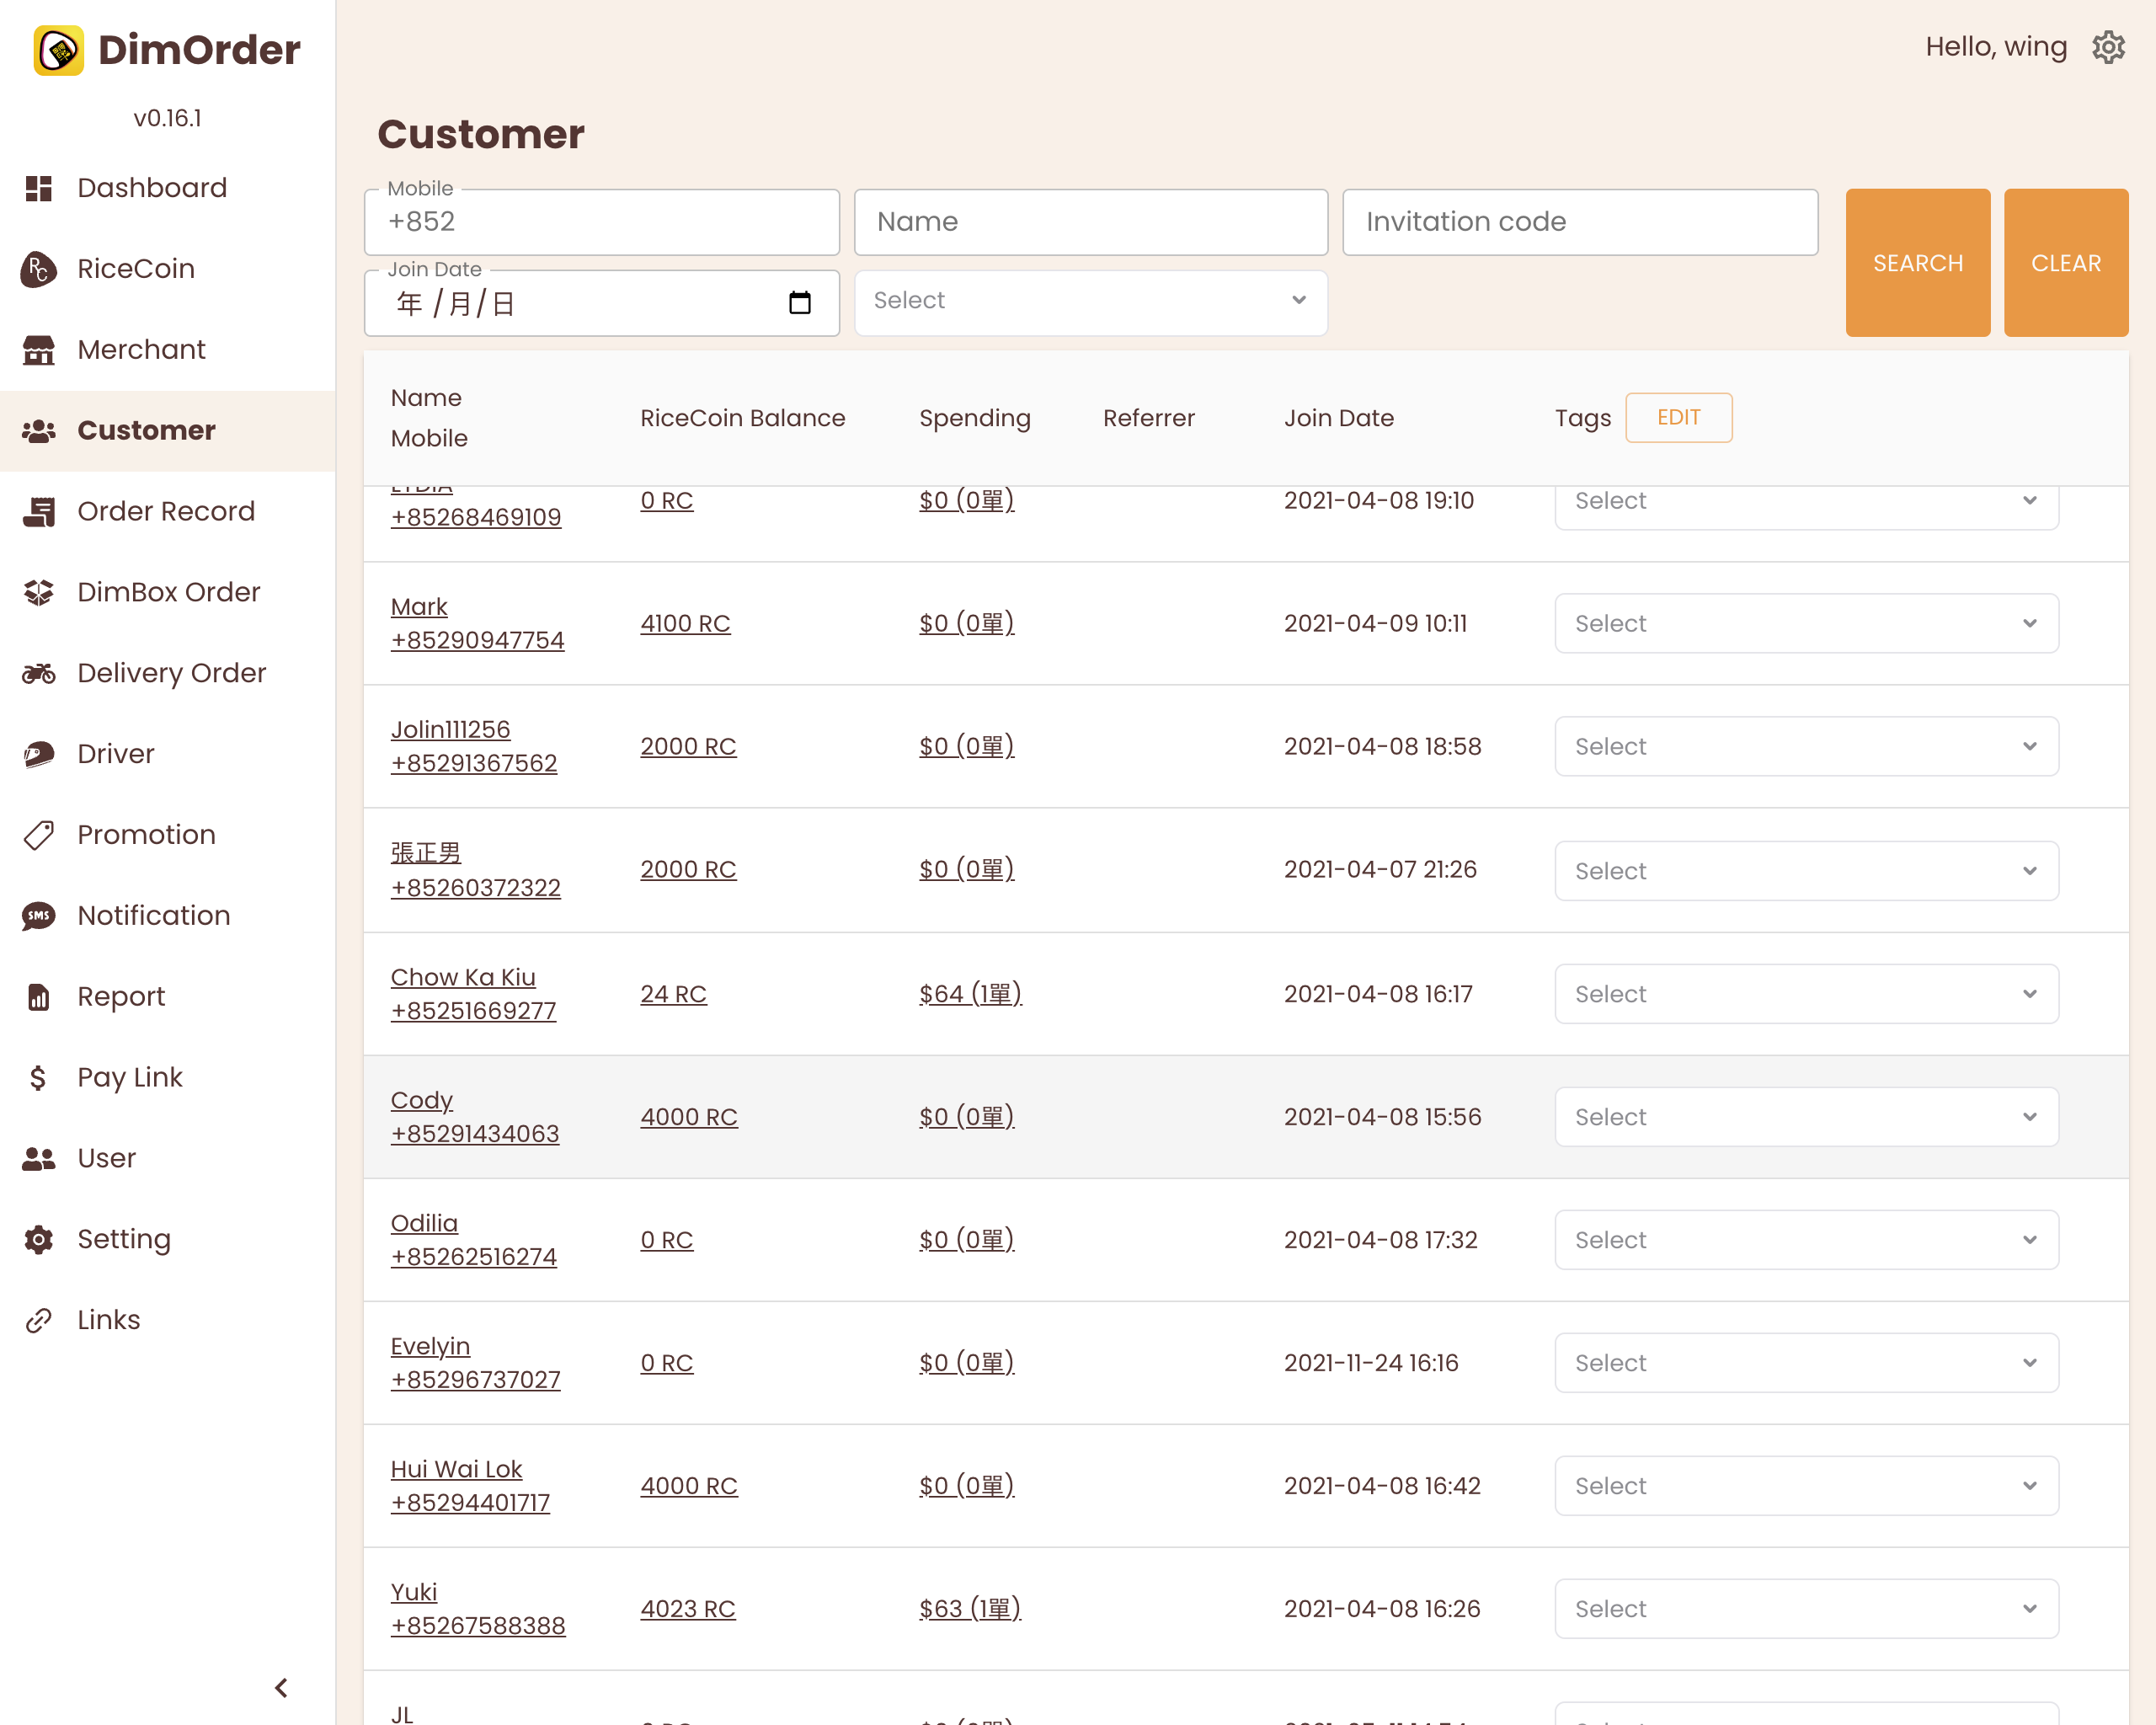 DimOrder
v0.16.1
Dashboard
RiceCoin
Merchant
Customer
Order Record
DimBox Order
Delivery Order
Driver
Promotion
SMS
Notification
Report
Pay Link
User
Setting
Links
Hello, wing
Customer
Mobile
+852
Name
Invitation code
SEARCH
CLEAR
Join Date
年 /月/日
Select
Name
Mobile
RiceCoin Balance
Spending
Referrer
Join Date
Tags
EDIT
LYDIA
+85268469109
0 RC
$0 (0單)
2021-04-08 19:10
Select
Mark
+85290947754
4100 RC
$0 (0單)
2021-04-09 10:11
Select
Jolin111256
+85291367562
2000 RC
$0 (0單)
2021-04-08 18:58
Select
張正男
+85260372322
2000 RC
$0 (0單)
2021-04-07 21:26
Select
Chow Ka Kiu
+85251669277
24 RC
$64 (1單)
2021-04-08 16:17
Select
Cody
+85291434063
4000 RC
$0 (0單)
2021-04-08 15:56
Select
Odilia
+85262516274
0 RC
$0 (0單)
2021-04-08 17:32
Select
Evelyin
+85296737027
0 RC
$0 (0單)
2021-11-24 16:16
Select
Hui Wai Lok
+85294401717
4000 RC
$0 (0單)
2021-04-08 16:42
Select
Yuki
+85267588388
4023 RC
$63 (1單)
2021-04-08 16:26
Select
JL